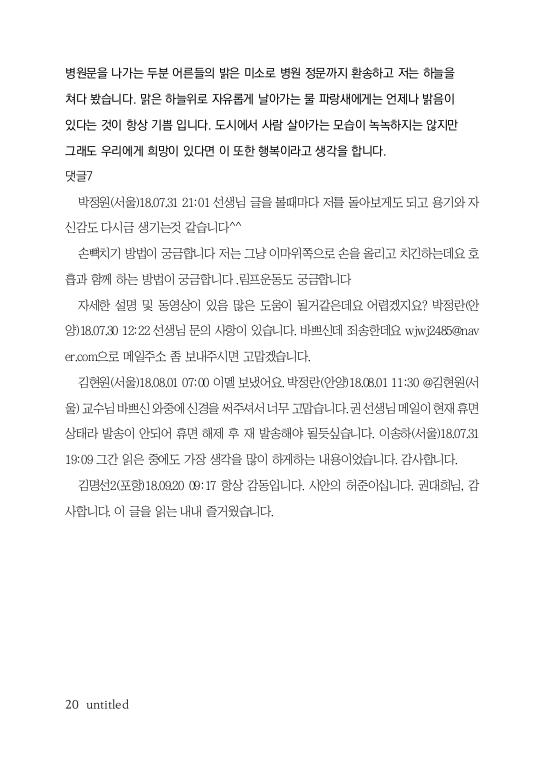 병원문을 나가는 두분 어른들의 밝은 미소로 병원 정문까지 환송하고 저는 하늘을
쳐다 봤습니다. 맑은 하늘위로 자유롭게 날아가는 물 파랑새에게는 언제나 밝음이
있다는 것이 항상 기쁨 입니다. 도시에서 사람 살아가는 모습이 녹녹하지는 않지만
그래도 우리에게 희망이 있다면 이 또한 행복이라고 생각을 합니다.
댓글7
박정원(서울)18.07.31 21:01 선생님 글을 볼때마다 저를 돌아보게도 되고 용기와 자
신감도 다시금 생기는것 같습니다^^
손뼉치기 방법이 궁금합니다 저는 그냥 이마위쪽으로 손을 올리고 치긴하는데요 호
흡과 함께 하는 방법이 궁금합니다 .림프운동도 궁금합니다
자세한 설명 및 동영상이 있음 많은 도움이 될거같은데요 어렵겠지요? 박정란(안
양)18.07.30 12:22 선생님 문의 사항이 있습니다. 바쁘신데 죄송한데요 wjwj2485@nav
er.com으로 메일주소 좀 보내주시면 고맙겠습니다.
김현원(서울)18.08.01 07:00 이멜 보냈어요. 박정란(안양)18.08.01 11:30 @김현원(서
울) 교수님 바쁘신 와중에 신경을 써주셔서 너무 고맙습니다. 권 선생님 메일이 현재 휴면
상태라 발송이 안되어 휴면 해제 후 재 발송해야 될듯싶습니다. 이송하(서울)18.07.31
19:09 그간 읽은 중에도 가장 생각을 많이 하게하는 내용이었습니다. 감사합니다.
김명선2(포항)18.09.20 09:17 항상 감동입니다. 시안의 허준이십니다. 권대희님, 감
사합니다. 이 글을 읽는 내내 즐거웠습니다.
20 untitled